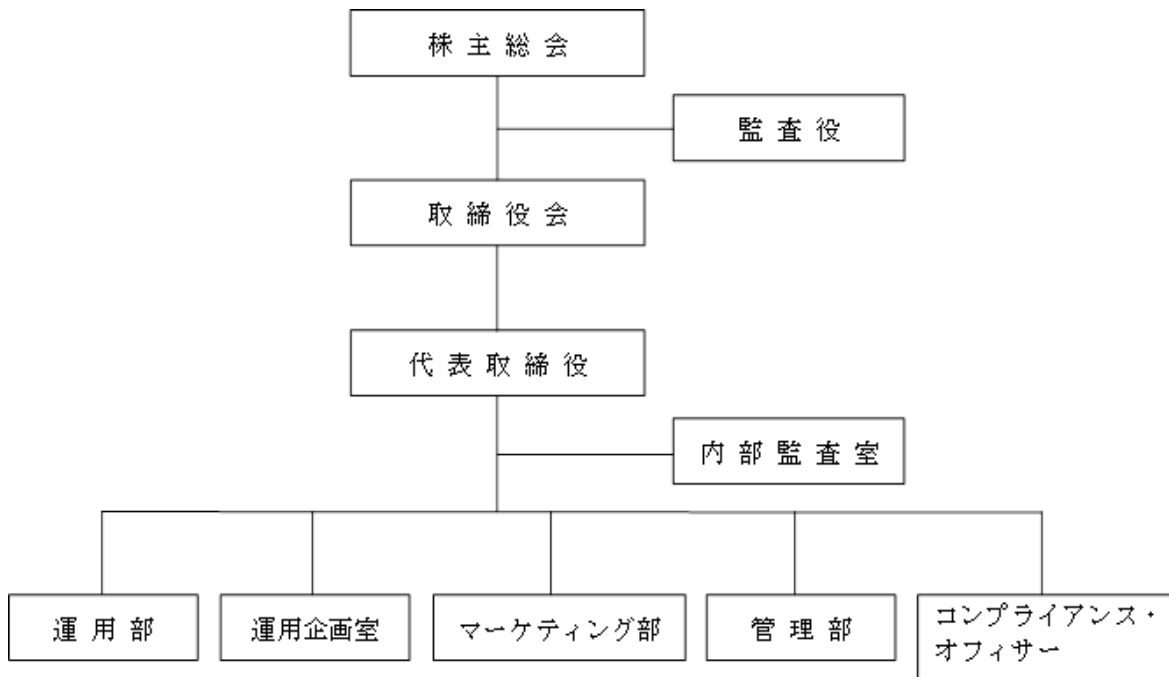 株主総会
監査役
取締役会
代表取締役
内部監査室
運用部
運用企画室
マーケティング部
管理部
コンプライアンス・
オフィサー